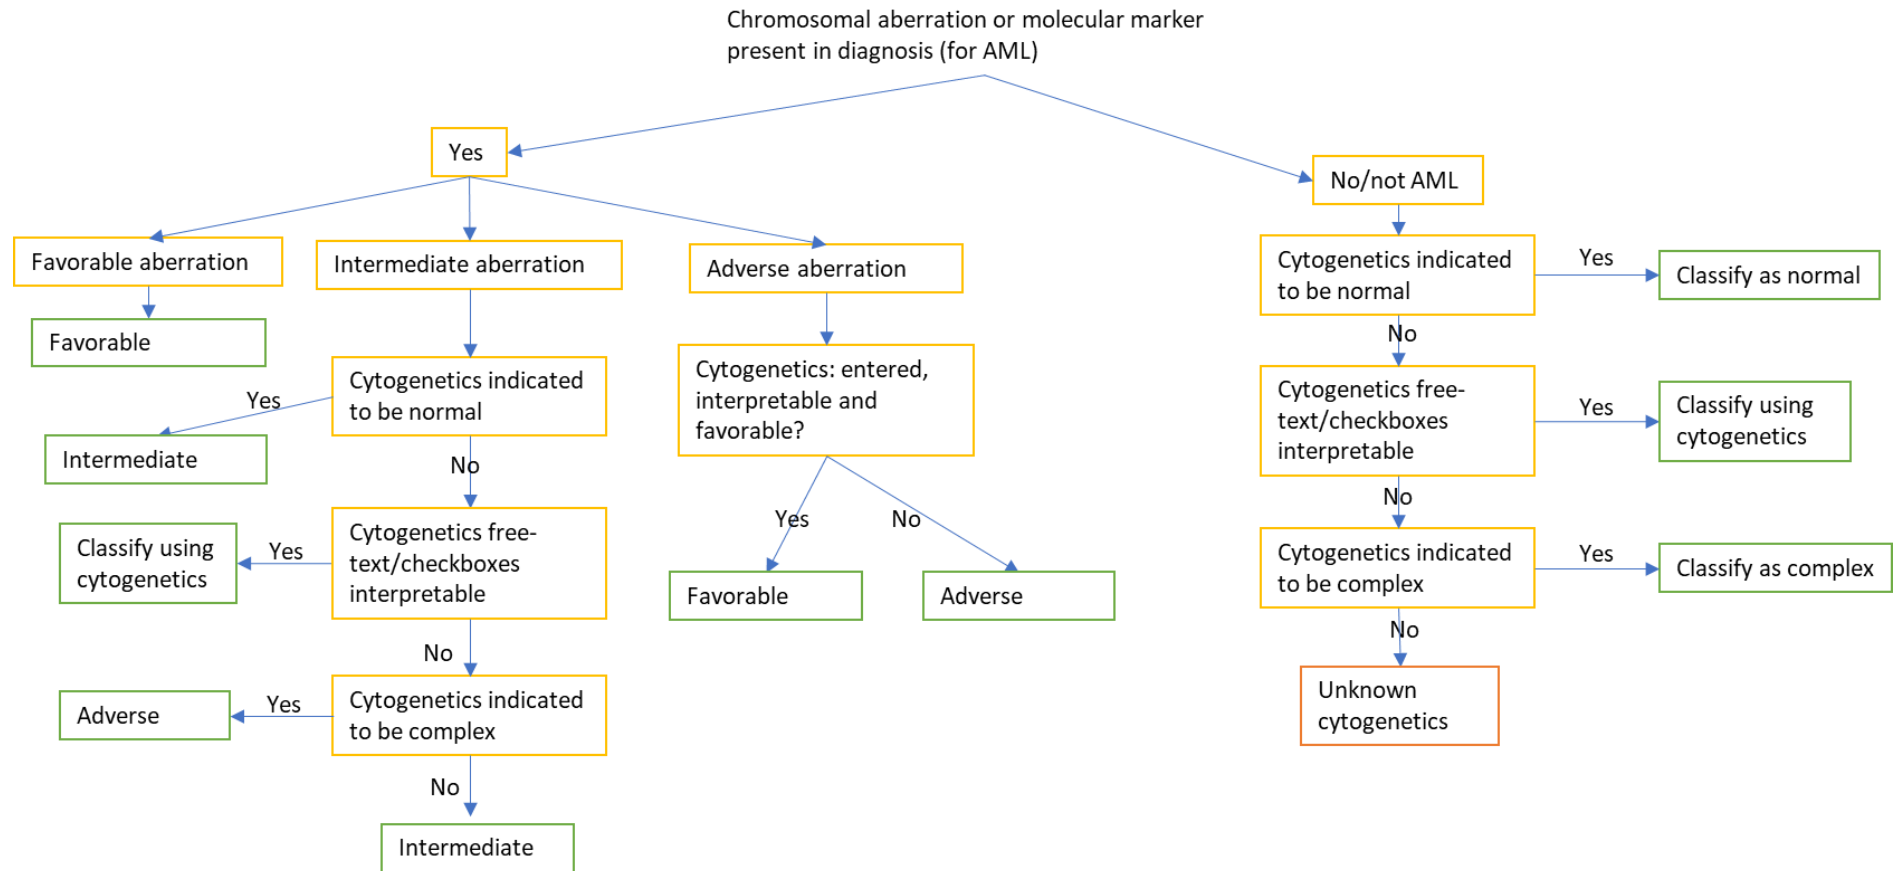 Chromosomal aberration or molecular marker
present in diagnosis (for AML)
Yes
No/not AML
Favorable aberration
Intermediate aberration
Adverse aberration
Cytogenetics indicated
to be normal
Yes
Classify as normal
Favorable
No
Cytogenetics indicated
to be normal
Yes
Intermediate
Cytogenetics: entered,
interpretable and
favorable?
Cytogenetics free-
text/checkboxes
interpretable
Yes
Classify using
cytogenetics
No
Cytogenetics free-
text/checkboxes
interpretable
Yes
Classify using
cytogenetics
Yes
No
Favorable
Adverse
No
Cytogenetics indicated
to be complex
Yes
Classify as complex
No
Cytogenetics indicated
to be complex
Yes
Adverse
No
Unknown
cytogenetics
No
Intermediate